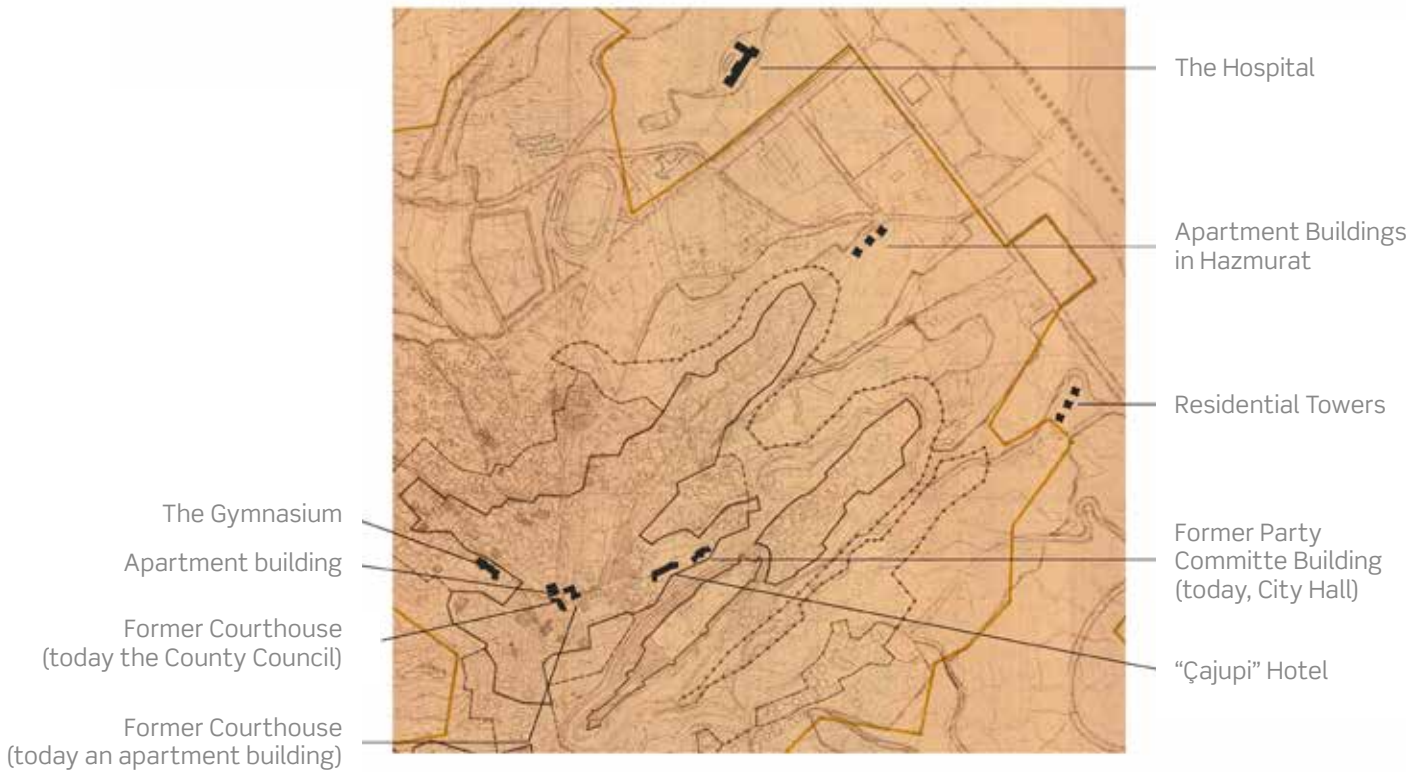 The Hospital
Apartment Buildings
in Hazmurat
Residential Towers
The Gymnasium
Apartment building
Former Courthouse
(today the County Council)
Former Courthouse
(today an apartment building)
Former Party
Committe Building
(today, City Hall)
“Çajupi” Hotel